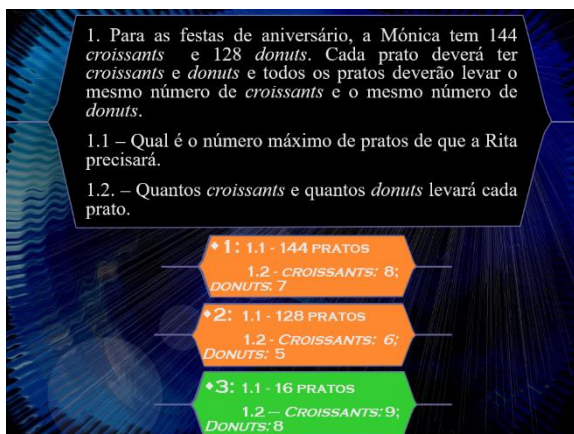 1. Para as festas de aniversário, a Mónica tem 144
croissants e 128 donuts. Cada prato deverá ter
croissants e donuts e todos os pratos deverão levar o
mesmo número de croissants e o mesmo número de
donuts.
1.1 – Qual é o número máximo de pratos de que a Rita
precisará.
1.2. – Quantos croissants e quantos donuts levará cada
prato.
◆1: 1.1 - 144 PRATOS
1.2 - CROISSANTS: 8;
DONUTS: 7
◆2: 1.1 - 128 PRATOS
1.2 - CROISSANTS: 6;
DONUTS: 5
◆3: 1.1 - 16 PRATOS
1.2 – CROISSANTS: 9;
DONUTS: 8